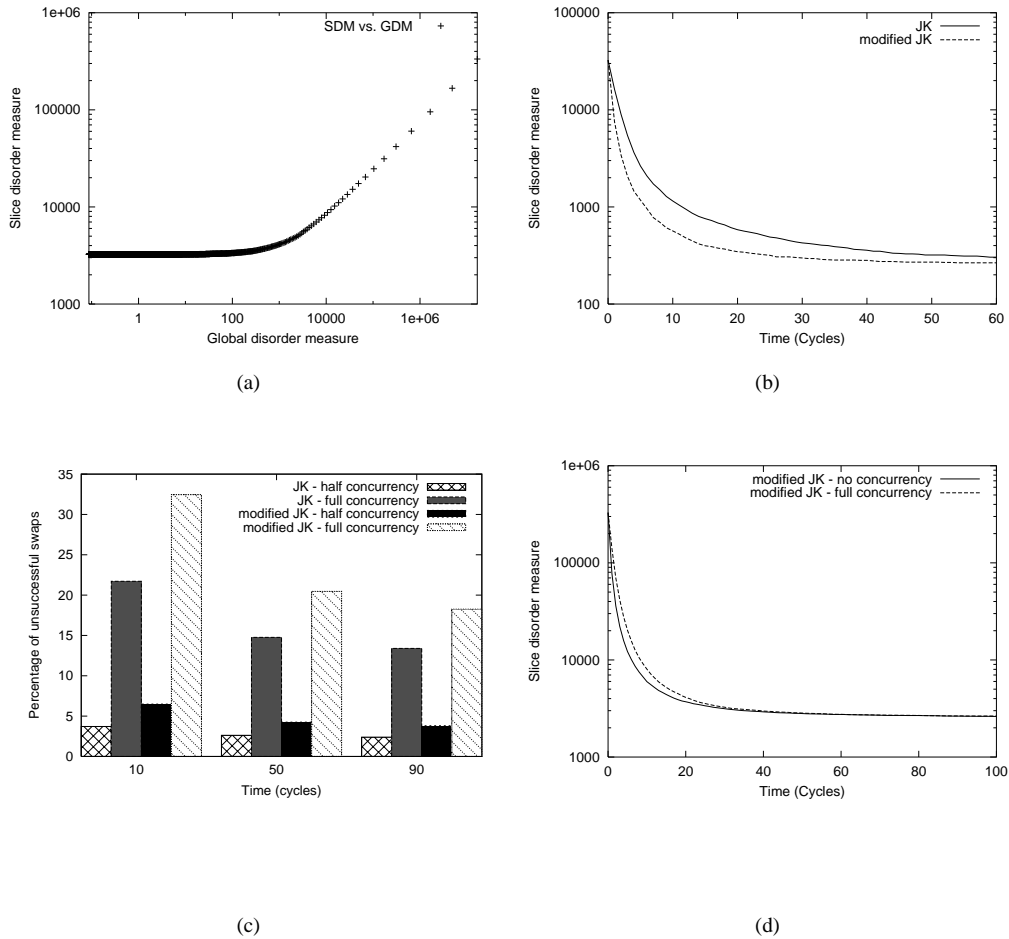 SDM vs. GDM
1e+06
100000
10000
1000
Slice disorder measure
1
100
10000
1e+06
Global disorder measure
(a)
JK
modified JK
100000
10000
1000
100
Slice disorder measure
0
10
20
30
40
50
60
Time (Cycles)
(b)
JK - half concurrency
JK - full concurrency
modified JK - half concurrency
modified JK - full concurrency
35
30
25
20
15
10
5
0
Percentage of unsuccessful swaps
10
50
90
Time (cycles)
(c)
modified JK - no concurrency
modified JK - full concurrency
1e+06
100000
10000
1000
Slice disorder measure
0
20
40
60
80
100
Time (Cycles)
(d)